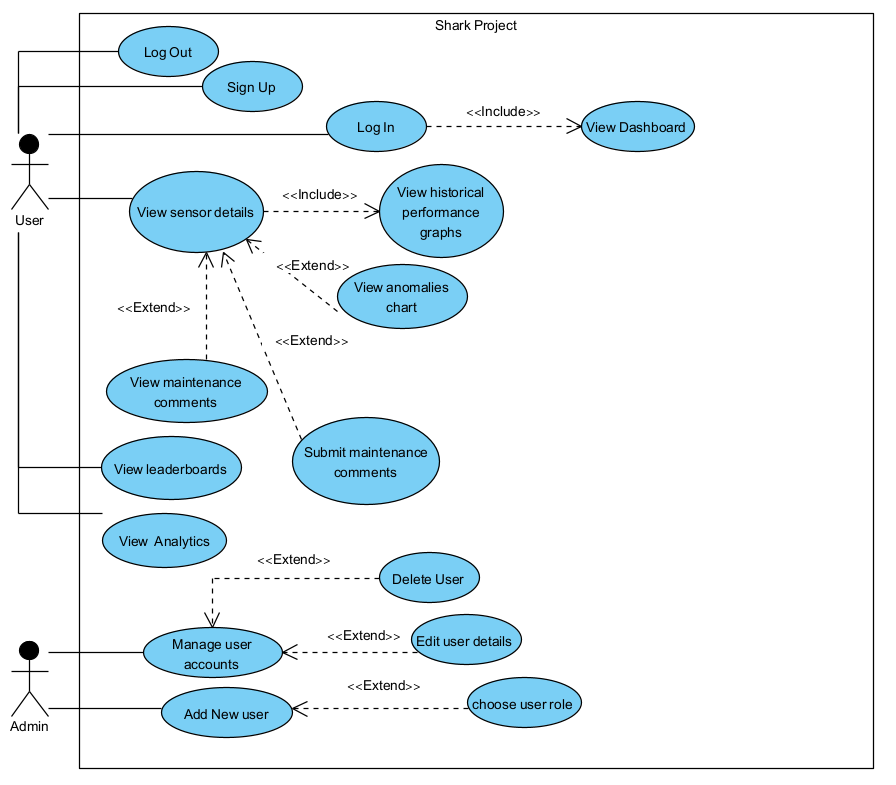 Shark Project
Log Out
Sign Up
Log In
<<Include>>
View Dashboard
User
View sensor details
<<Include>>
View historical
performance
graphs
<<Extend>>
View anomalies
chart
<<Extend>>
<<Extend>>
View maintenance
comments
Submit maintenance
comments
View leaderboards
View  Analytics
<<Extend>>
Delete User
Admin
Manage user
accounts
<<Extend>>
Edit user details
<<Extend>>
Add New user
choose user role